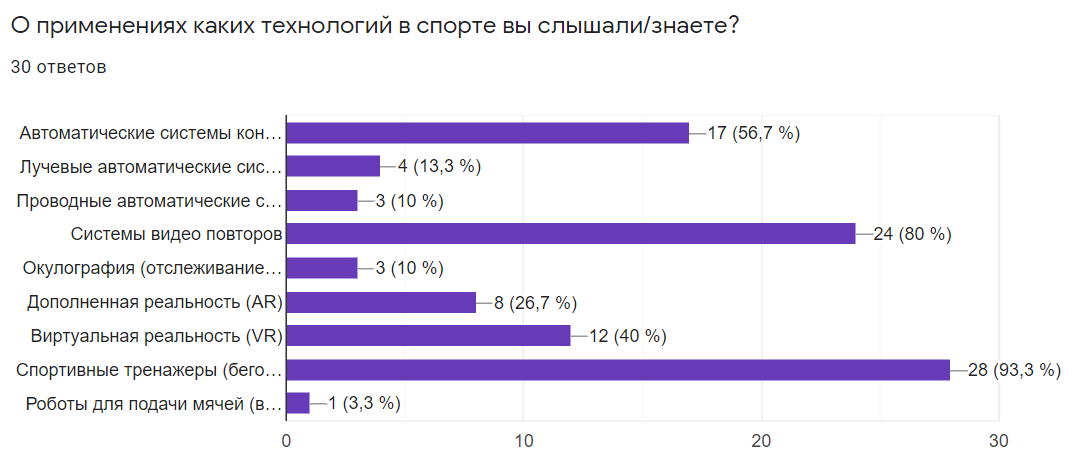 О применениях каких технологий в спорте вы слышали/знаете?
30 ответов
Автоматические системы кон… 17 (56,7 %)
Лучевые автоматические сис… 4 (13,3 %)
Проводные автоматические с… 3 (10 %)
Системы видео повторов 24 (80 %)
Окулография (отслеживание… 3 (10 %)
Дополненная реальность (AR) 8 (26,7 %)
Виртуальная реальность (VR) 12 (40 %)
Спортивные тренажеры (бего… 28 (93,3 %)
Роботы для подачи мячей (в… 1 (3,3 %)
0 10 20 30